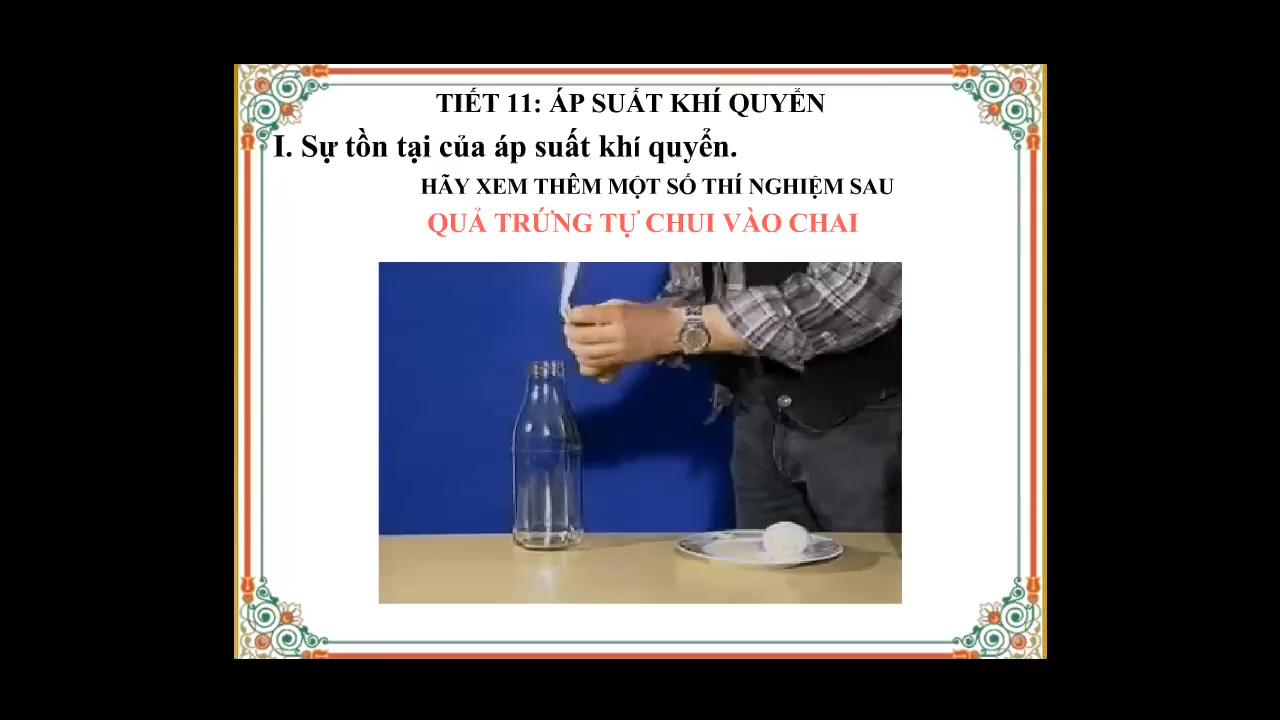 TIẾT 11: ÁP SUẤT KHÍ QUYỂN
I. Sự tồn tại của áp suất khí quyển.
HÃY XEM THÊM MỘT SỐ THÍ NGHIỆM SAU
QUẢ TRỨNG TỰ CHUI VÀO CHAI